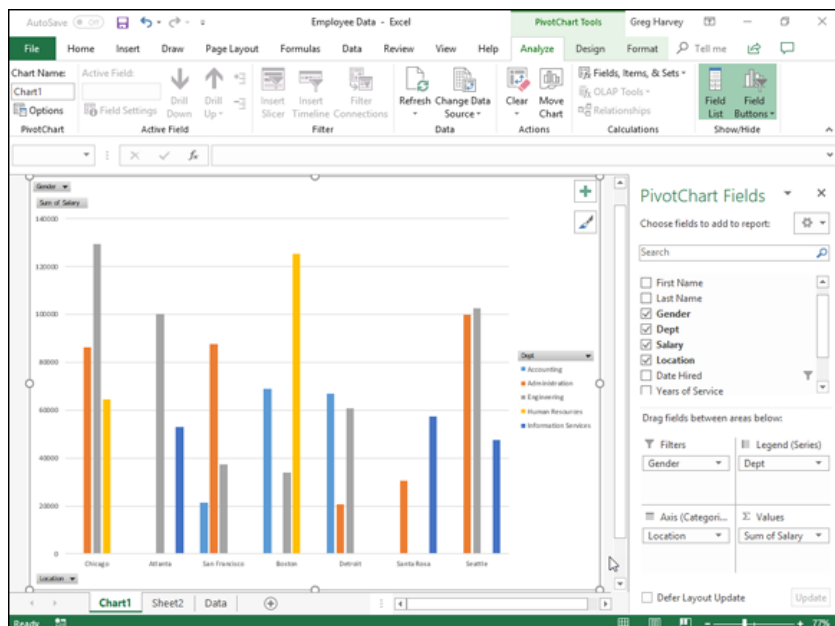 AutoSave Off Employee Data - Excel PivotChart Tools Greg Harvey
File Home Insert Draw Page Layout Formulas Data Review View Help Analyze Design Format Tell me
Chart Name: Active Field:
Chart1
Options Field Settings Drill Down Drill Up Insert Slicer Insert Timeline Filter Connections Refresh Change Data Source Clear Move Chart Fields, Items, & Sets OLAP Tools Relationships Field List Field Buttons
PivotChart Active Field Filter Data Actions Calculations Show/Hide
fx
Gender
Sum of Salary
140000
120000
100000
80000
60000
40000
20000
0
Chicago Atlanta San Francisco Boston Detroit Santa Rosa Seattle
Location
Dept
Accounting
Administration
Engineering
Human Resources
Information Services
PivotChart Fields
Choose fields to add to report:
Search
First Name
Last Name
Gender
Dept
Salary
Location
Date Hired
Years of Service
Drag fields between areas below:
Filters Legend (Series)
Gender Dept
Axis (Categori... Σ Values
Location Sum of Salary
Defer Layout Update Update
Chart1 Sheet2 Data
Ready 77%